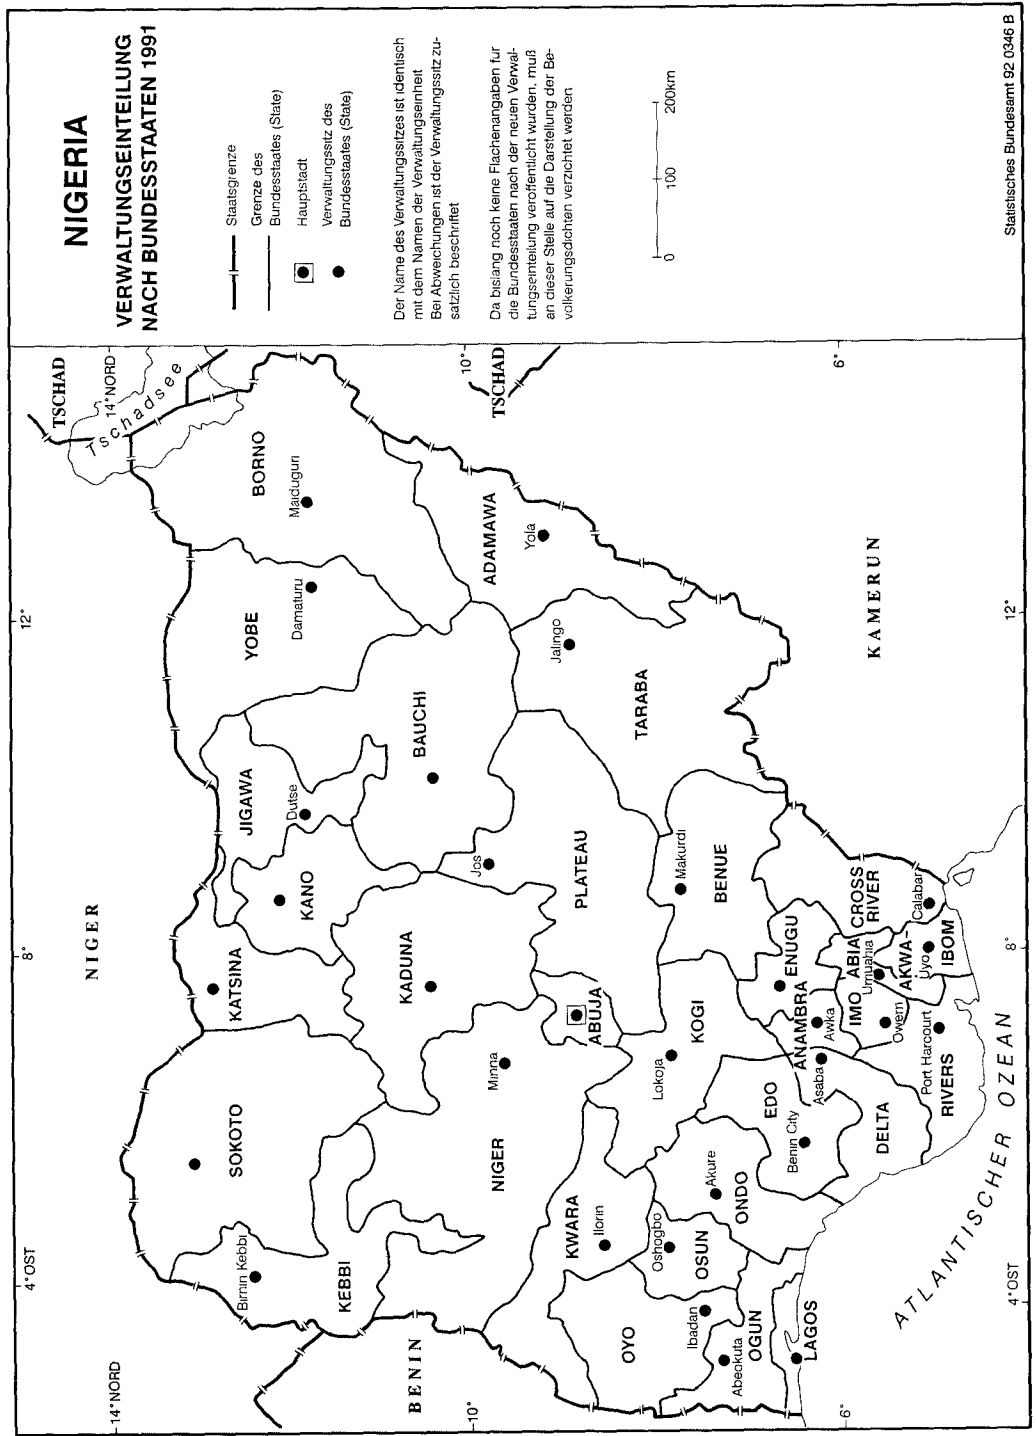 NIGERIA
VERWALTUNGSEINTEILUNG
NACH BUNDESSTAATEN 1991
Staatsgrenze
Grenze des
Bundesstaates (State)
Hauptstadt
Verwaltungssitz des
Bundesstaates (State)
Der Name des Verwaltungssitzes ist identisch
mit dem Namen der Verwaltungseinheit
Bei Abweichungen ist der Verwaltungssitz zu-
satzlich beschriftet
Da bislang noch keine Flachenangaben fur
die Bundesstaaten nach der neuen Verwal-
tungseinteilung veroffentlicht wurden, muß
an dieser Stelle auf die Darstellung der Be-
volkerungsdichten verzichtet werden
0 100 200km
Statistisches Bundesamt 92 0346 B
4°OST
8°
12°
14°NORD
14°NORD
TSCHAD
Tschadsee
NIGER
SOKOTO
Birnin Kebbi
KEBBI
KATSINA
KANO
JIGAWA
Dutse
YOBE
Damaturu
BORNO
Maiduguri
BENIN
10°
10°
TSCHAD
KADUNA
BAUCHI
NIGER
Minna
Jos
ADAMAWA
Yola
ABUJA
PLATEAU
Jalingo
TARABA
KWARA
Ilorin
OYO
Ibadan
Oshogbo
OSUN
KOGI
Lokoja
Makurdi
BENUE
KAMERUN
Abeokuta
OGUN
LAGOS
Akure
ONDO
EDO
Benin City
Asaba
DELTA
ANAMBRA
Awka
ENUGU
IMO
Owerri
ABIA
Umuahia
CROSS
RIVER
Calabar
AKWA-
IBOM
Uyo
Port Harcourt
RIVERS
6°
6°
ATLANTISCHER OZEAN
4°OST
8°
12°